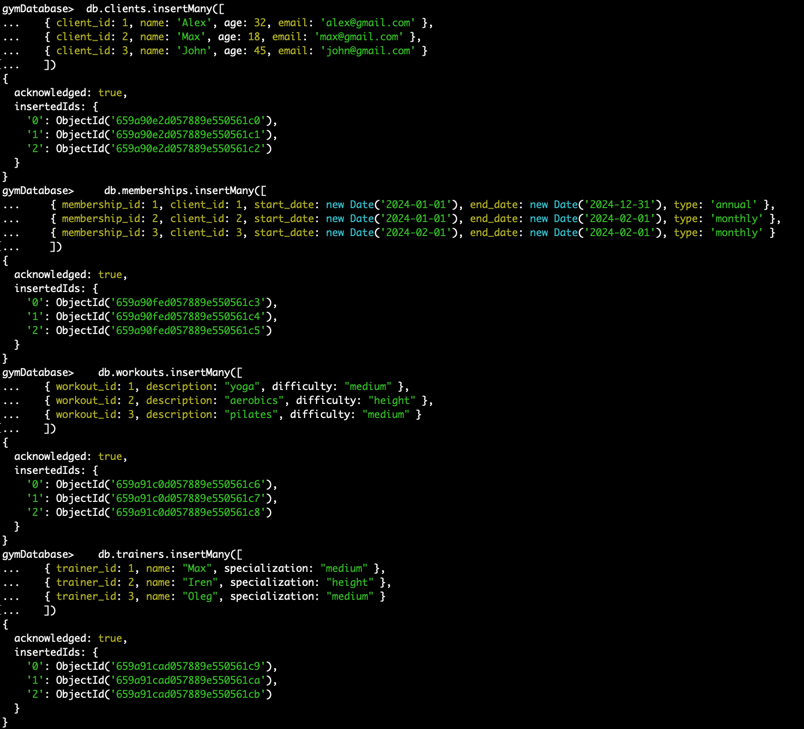 gymDatabase>  db.clients.insertMany([
...    { client_id: 1, name: 'Alex', age: 32, email: 'alex@gmail.com' },
...    { client_id: 2, name: 'Max', age: 18, email: 'max@gmail.com' },
...    { client_id: 3, name: 'John', age: 45, email: 'john@gmail.com' }
...    ])
{
  acknowledged: true,
  insertedIds: {
    '0': ObjectId('659a90e2d057889e550561c0'),
    '1': ObjectId('659a90e2d057889e550561c1'),
    '2': ObjectId('659a90e2d057889e550561c2')
  }
}
gymDatabase>     db.memberships.insertMany([
...     { membership_id: 1, client_id: 1, start_date: new Date('2024-01-01'), end_date: new Date('2024-12-31'), type: 'annual' },
...     { membership_id: 2, client_id: 2, start_date: new Date('2024-01-01'), end_date: new Date('2024-02-01'), type: 'monthly' },
...     { membership_id: 3, client_id: 3, start_date: new Date('2024-02-01'), end_date: new Date('2024-02-01'), type: 'monthly' }
...     ])
{
  acknowledged: true,
  insertedIds: {
    '0': ObjectId('659a90fed057889e550561c3'),
    '1': ObjectId('659a90fed057889e550561c4'),
    '2': ObjectId('659a90fed057889e550561c5')
  }
}
gymDatabase>    db.workouts.insertMany([
...    { workout_id: 1, description: "yoga", difficulty: "medium" },
...    { workout_id: 2, description: "aerobics", difficulty: "height" },
...    { workout_id: 3, description: "pilates", difficulty: "medium" }
...    ])
{
  acknowledged: true,
  insertedIds: {
    '0': ObjectId('659a91c0d057889e550561c6'),
    '1': ObjectId('659a91c0d057889e550561c7'),
    '2': ObjectId('659a91c0d057889e550561c8')
  }
}
gymDatabase>    db.trainers.insertMany([
...    { trainer_id: 1, name: "Max", specialization: "medium" },
...    { trainer_id: 2, name: "Iren", specialization: "height" },
...    { trainer_id: 3, name: "Oleg", specialization: "medium" }
...    ])
{
  acknowledged: true,
  insertedIds: {
    '0': ObjectId('659a91cad057889e550561c9'),
    '1': ObjectId('659a91cad057889e550561ca'),
    '2': ObjectId('659a91cad057889e550561cb')
  }
}